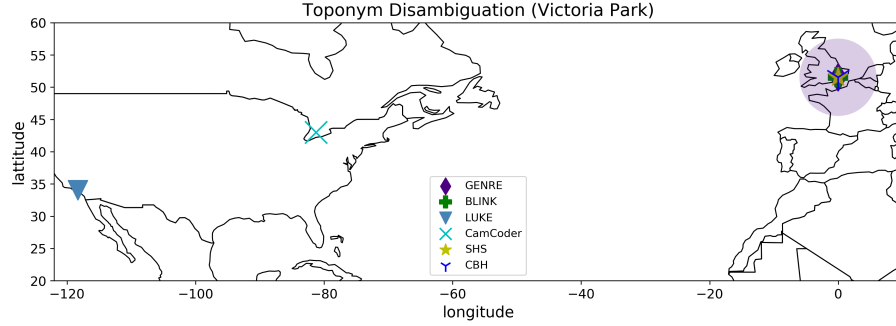 Toponym Disambiguation (Victoria Park)
60
55
50
45
40
35
30
25
20
lattitude
GENRE
BLINK
LUKE
CamCoder
SHS
CBH
−120 −100 −80 −60 −40 −20 0
longitude